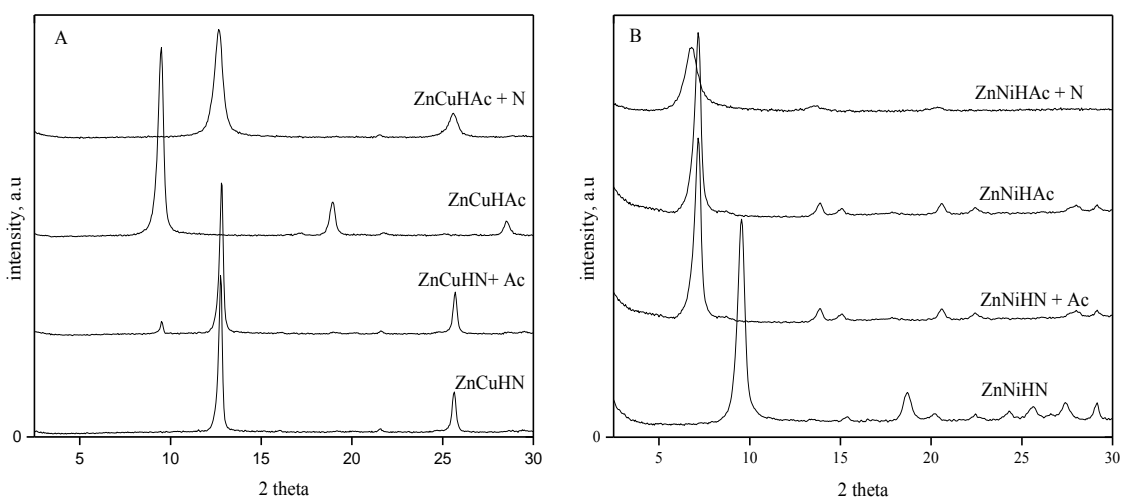 A
ZnCuHAc + N
ZnCuHAc
ZnCuHN+ Ac
ZnCuHN
intensity, a.u
0
5 10 15 20 25 30
2 theta
B
ZnNiHAc + N
ZnNiHAc
ZnNiHN + Ac
ZnNiHN
intensity, a.u
0
5 10 15 20 25 30
2 theta